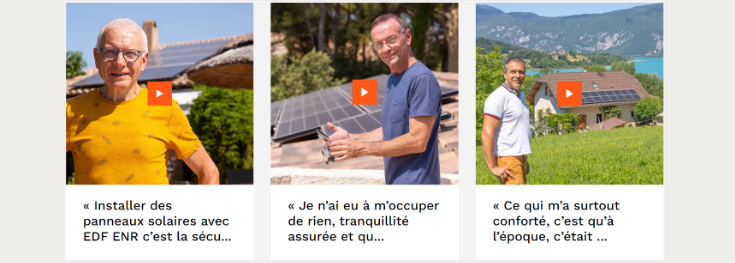 « Installer des
panneaux solaires avec
EDF ENR c’est la sécu...
« Je n’ai eu à m’occuper
de rien, tranquillité
assurée et qu...
« Ce qui m’a surtout
conforté, c’est qu’à
l’époque, c’était ...